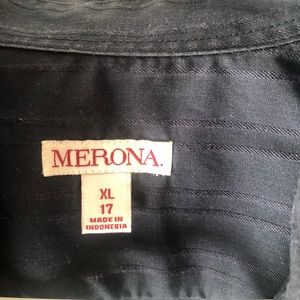 MERONA.
XL
17
MADE IN
INDONESIA